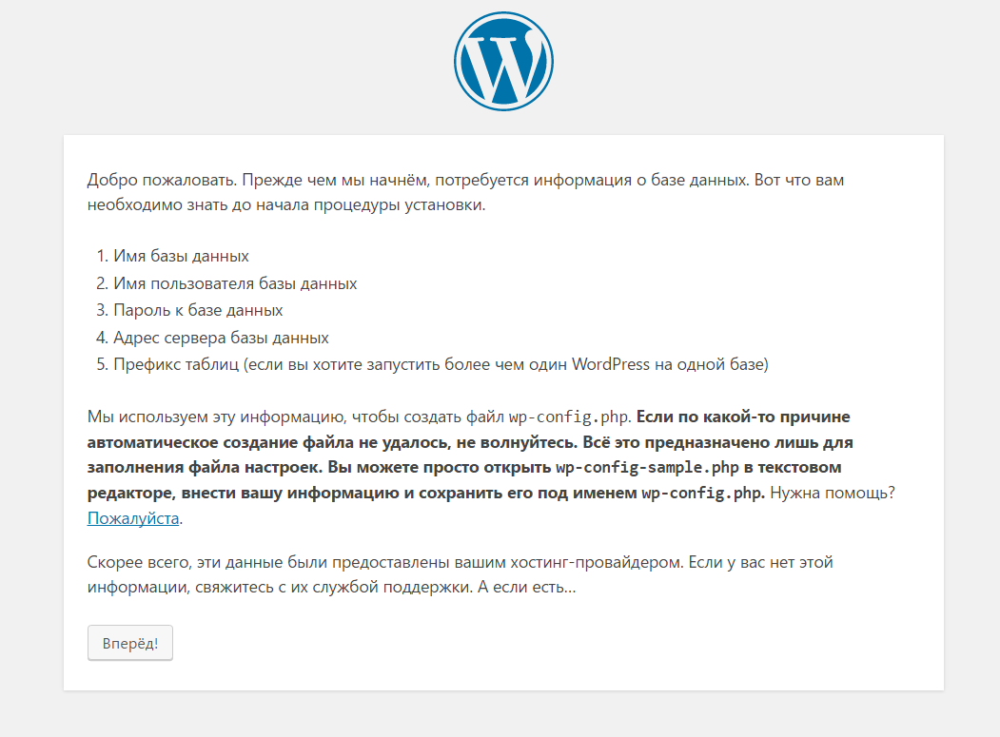 Добро пожаловать. Прежде чем мы начнём, потребуется информация о базе данных. Вот что вам
необходимо знать до начала процедуры установки.
1. Имя базы данных
2. Имя пользователя базы данных
3. Пароль к базе данных
4. Адрес сервера базы данных
5. Префикс таблиц (если вы хотите запустить более чем один WordPress на одной базе)
Мы используем эту информацию, чтобы создать файл wp-config.php. Если по какой-то причине
автоматическое создание файла не удалось, не волнуйтесь. Всё это предназначено лишь для
заполнения файла настроек. Вы можете просто открыть wp-config-sample.php в текстовом
редакторе, внести вашу информацию и сохранить его под именем wp-config.php. Нужна помощь?
Пожалуйста.
Скорее всего, эти данные были предоставлены вашим хостинг-провайдером. Если у вас нет этой
информации, свяжитесь с их службой поддержки. А если есть…
Вперёд!